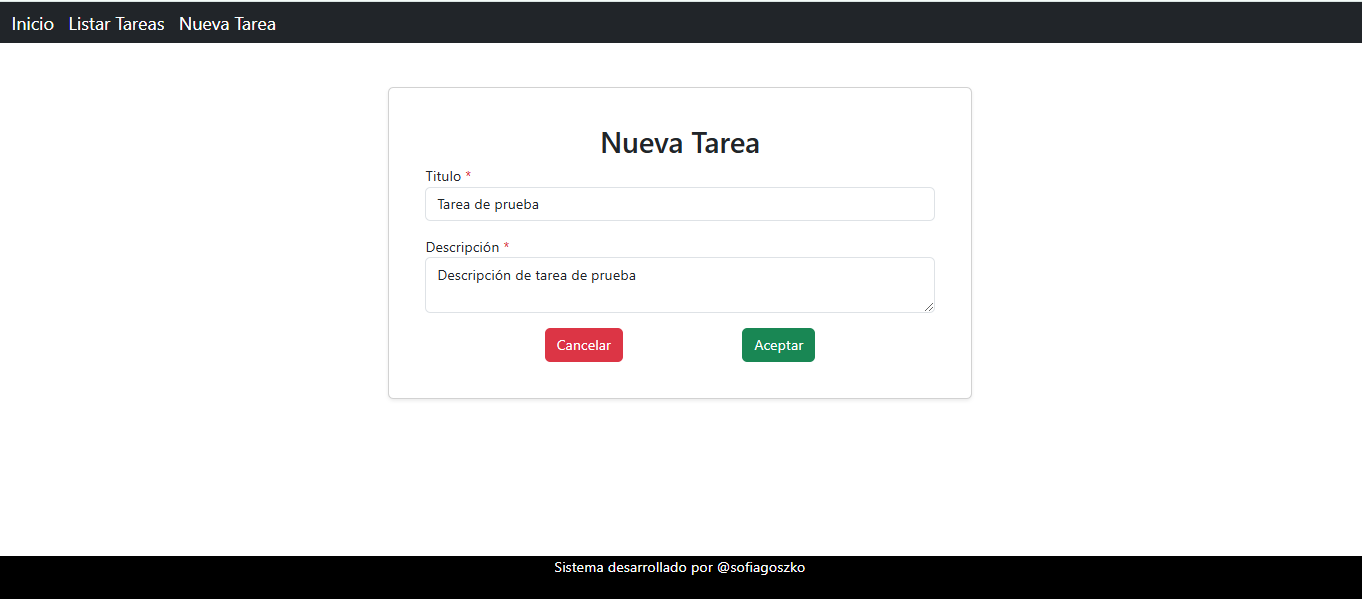 Inicio Listar Tareas Nueva Tarea
Nueva Tarea
Titulo *
Tarea de prueba
Descripción *
Descripción de tarea de prueba
Cancelar Aceptar
Sistema desarrollado por @sofiagoszko